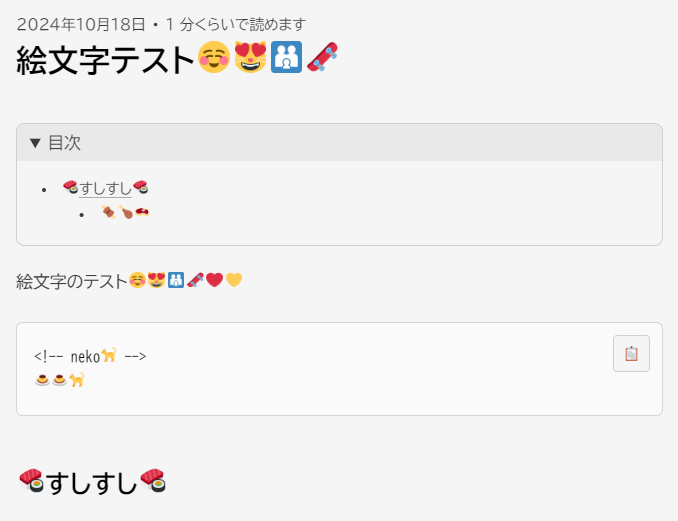 2024年10月18日 • 1 分くらいで読めます
絵文字テスト☺️😻👪🛹
▼ 目次
• 🍣すしすし🍣
• 🍖🍗🥩
絵文字のテスト☺️😻👪🛹❤️💛
<!-- neko🐈 -->
🍮🍮🐈
🍣すしすし🍣